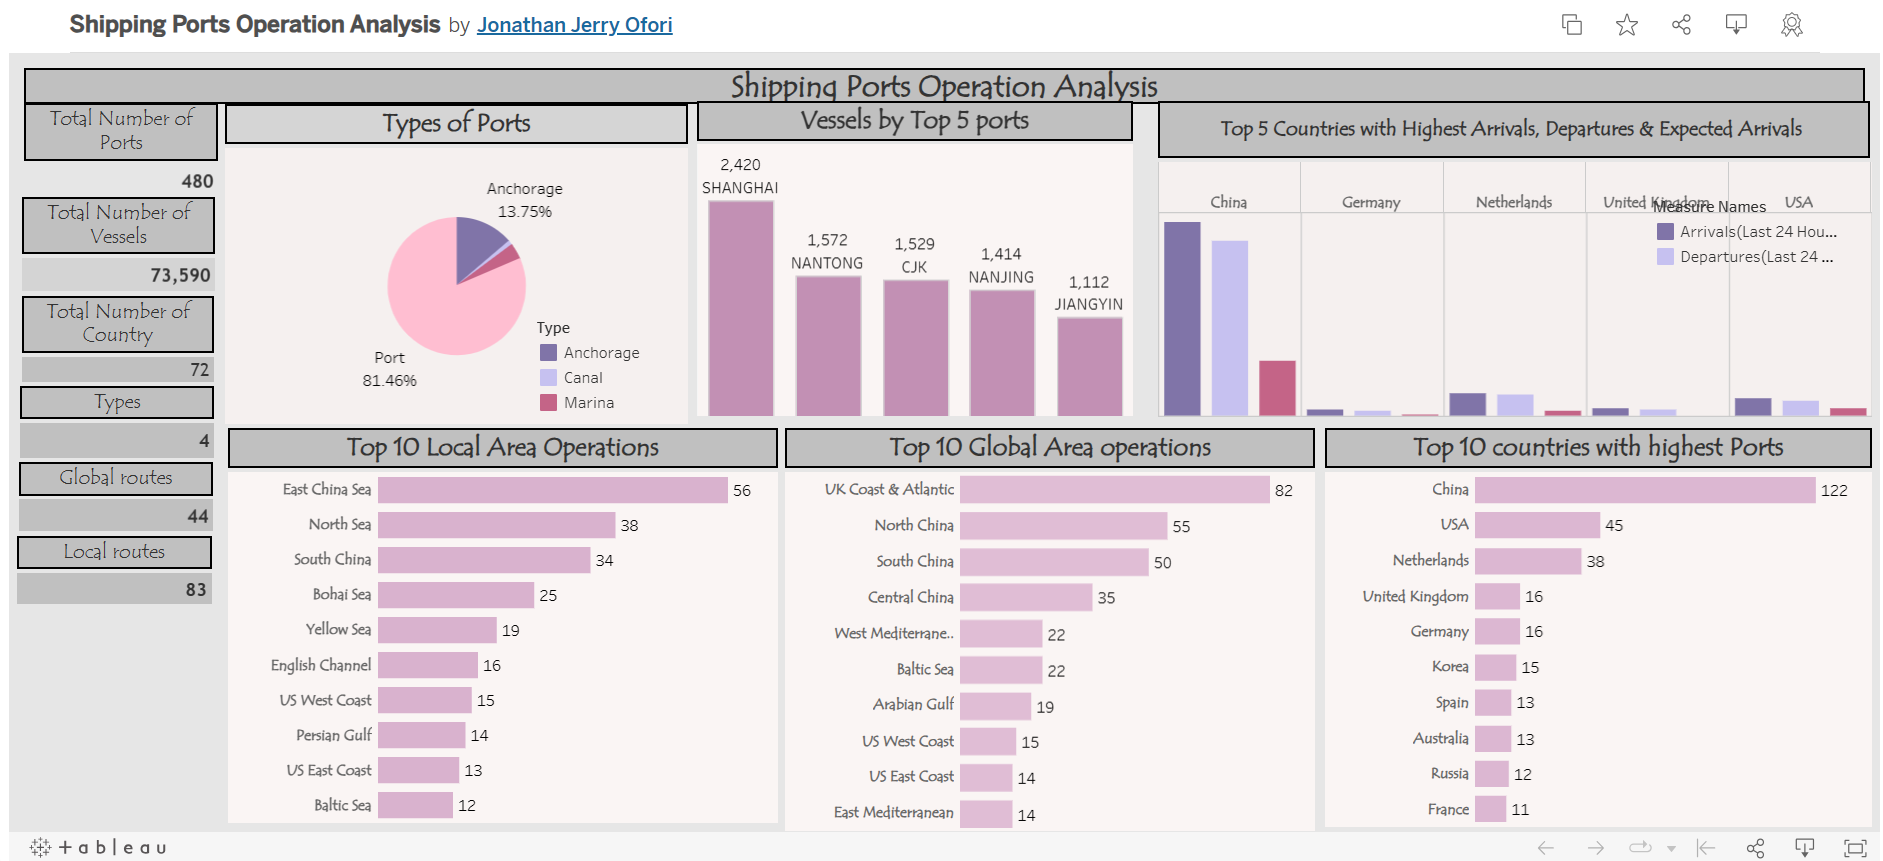 Shipping Ports Operation Analysis by Jonathan Jerry Ofori
Shipping Ports Operation Analysis
Total Number of
Ports
480
Total Number of
Vessels
73,590
Total Number of
Country
72
Types
4
Global routes
44
Local routes
83
Types of Ports
Anchorage
13.75%
Port
81.46%
Type
Anchorage
Canal
Marina
Vessels by Top 5 ports
2,420
SHANGHAI
1,572
NANTONG
1,529
CJK
1,414
NANJING
1,112
JIANGYIN
Top 5 Countries with Highest Arrivals, Departures & Expected Arrivals
China
Germany
Netherlands
United Kingdom
USA
Measure Names
Arrivals(Last 24 Hou...
Departures(Last 24 ...
Top 10 Local Area Operations
East China Sea 56
North Sea 38
South China 34
Bohai Sea 25
Yellow Sea 19
English Channel 16
US West Coast 15
Persian Gulf 14
US East Coast 13
Baltic Sea 12
Top 10 Global Area operations
UK Coast & Atlantic 82
North China 55
South China 50
Central China 35
West Mediterrane.. 22
Baltic Sea 22
Arabian Gulf 19
US West Coast 15
US East Coast 14
East Mediterranean 14
Top 10 countries with highest Ports
China 122
USA 45
Netherlands 38
United Kingdom 16
Germany 16
Korea 15
Spain 13
Australia 13
Russia 12
France 11
+ a b l e a u